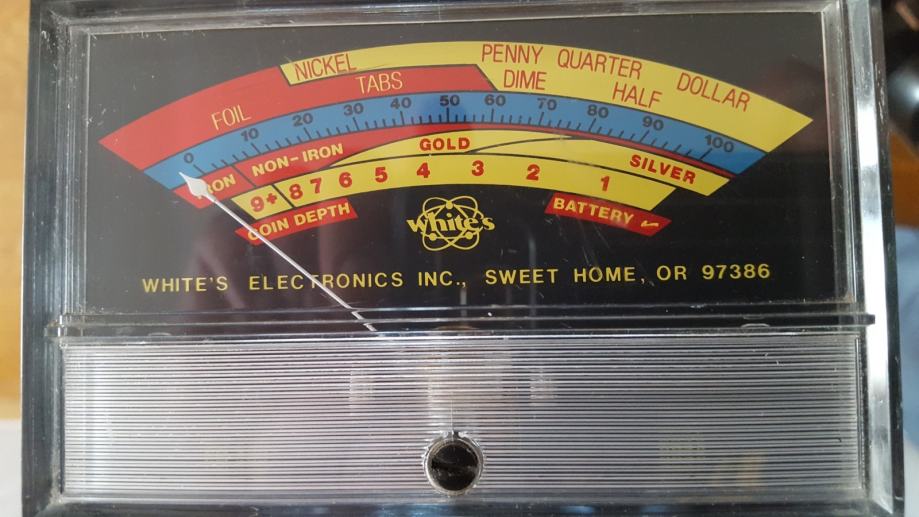 NICKEL PENNY QUARTER DOLLAR
FOIL TABS DIME HALF
0 10 20 30 40 50 60 70 80 90 100
IRON NON-IRON GOLD SILVER
9+ 8 7 6 5 4 3 2 1
COIN DEPTH BATTERY
white's
WHITE'S ELECTRONICS INC., SWEET HOME, OR 97386